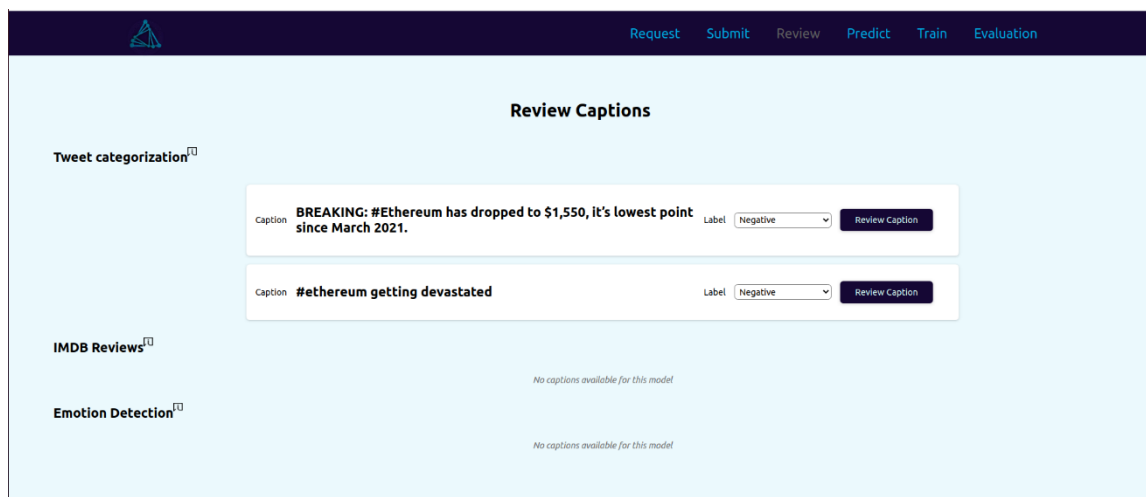 Request Submit Review Predict Train Evaluation
Review Captions
Tweet categorization
Caption BREAKING: #Ethereum has dropped to $1,550, it’s lowest point
since March 2021. Label Negative Review Caption
Caption #ethereum getting devastated Label Negative Review Caption
IMDB Reviews
No captions available for this model
Emotion Detection
No captions available for this model